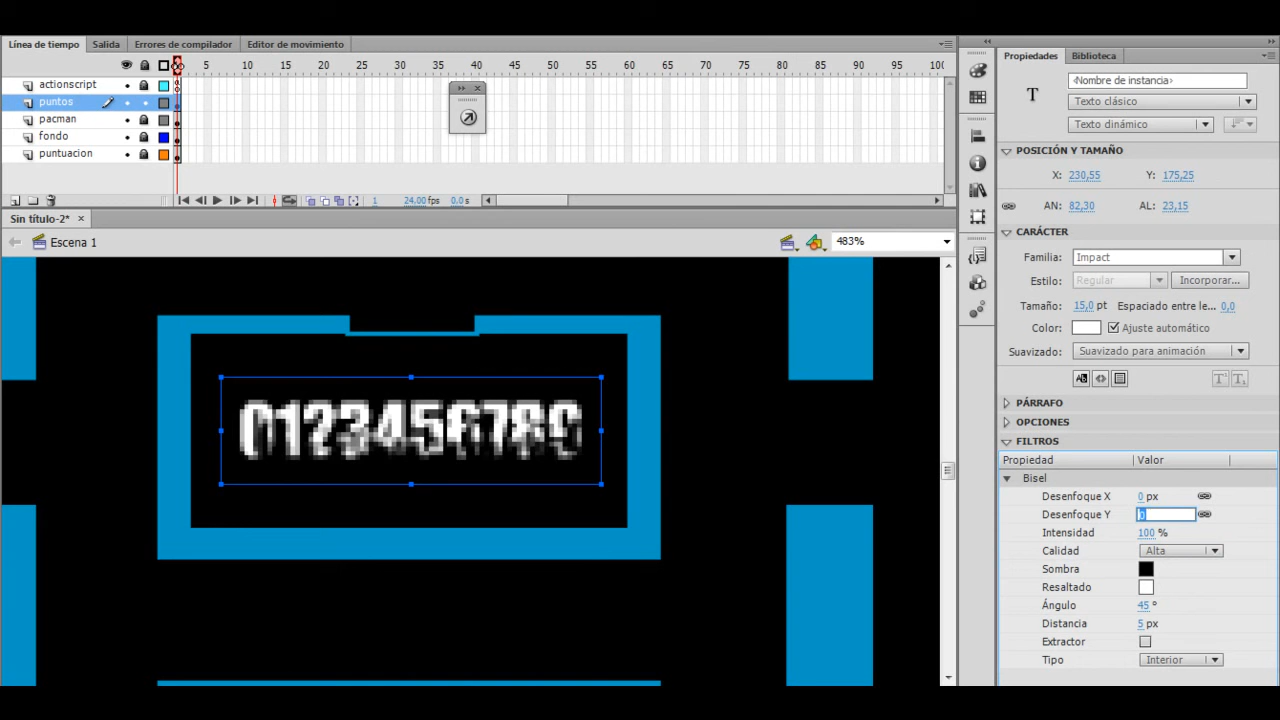 Línea de tiempo Salida Errores de compilador Editor de movimiento
5 10 15 20 25 30 35 40 45 50 55 60 65 70 75 80 85 90 95 100
actionscript
puntos
pacman
fondo
puntuacion
1 24.00 fps 0.0 s
Sin título-2*
Escena 1
483%
0123456789
Propiedades Biblioteca
T
<Nombre de instancia>
Texto clásico
Texto dinámico
POSICIÓN Y TAMAÑO
X: 230,55 Y: 175,25
AN: 82,30 AL: 23,15
CARÁCTER
Familia: Impact
Estilo: Regular Incorporar...
Tamaño: 15,0 pt Espaciado entre le... 0,0
Color: Ajuste automático
Suavizado: Suavizado para animación
PÁRRAFO
OPCIONES
FILTROS
Propiedad Valor
Bisel
Desenfoque X 0 px
Desenfoque Y
Intensidad 100 %
Calidad Alta
Sombra
Resaltado
Ángulo 45 °
Distancia 5 px
Extractor
Tipo Interior